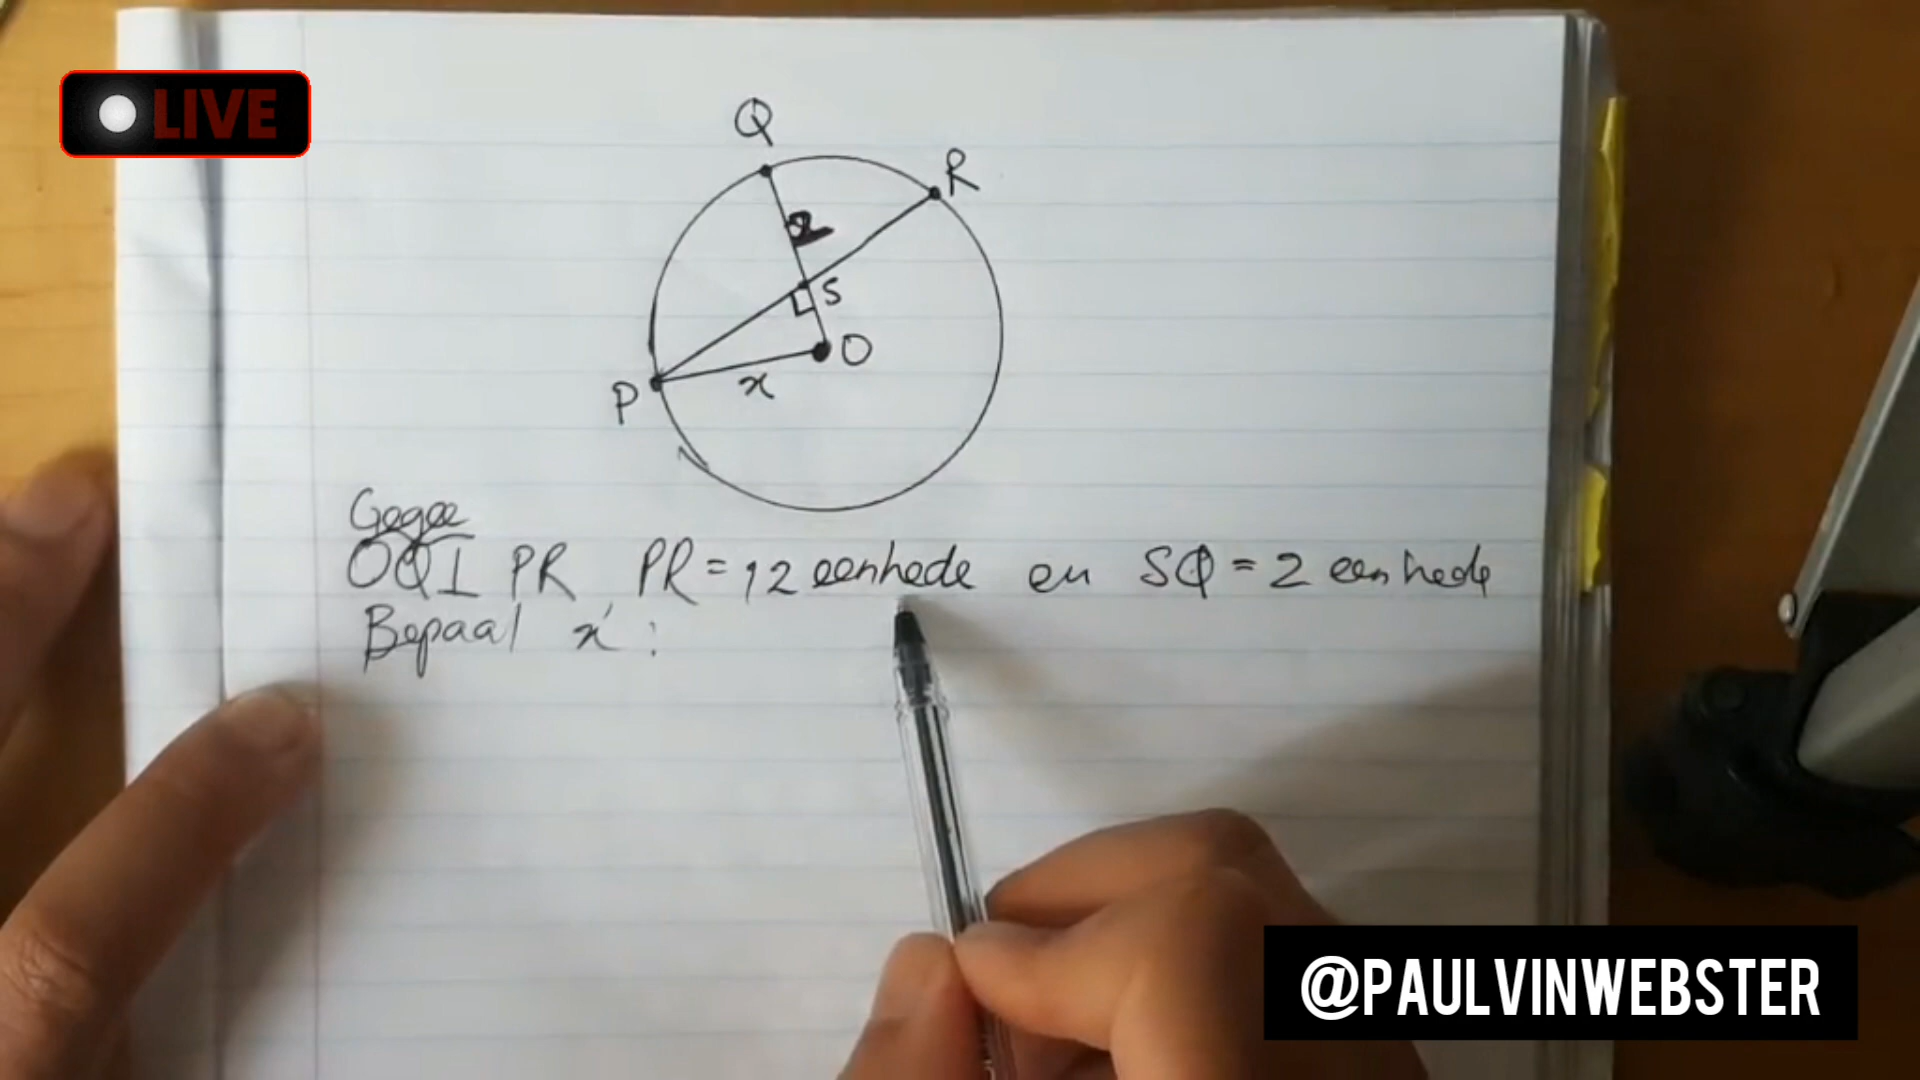 LIVE
Q
R
2
S
O
x
P
Gegee
OQ ⊥ PR, PR = 12 eenhede en SQ = 2 eenhede
Bepaal x :
@PAULVINWEBSTER